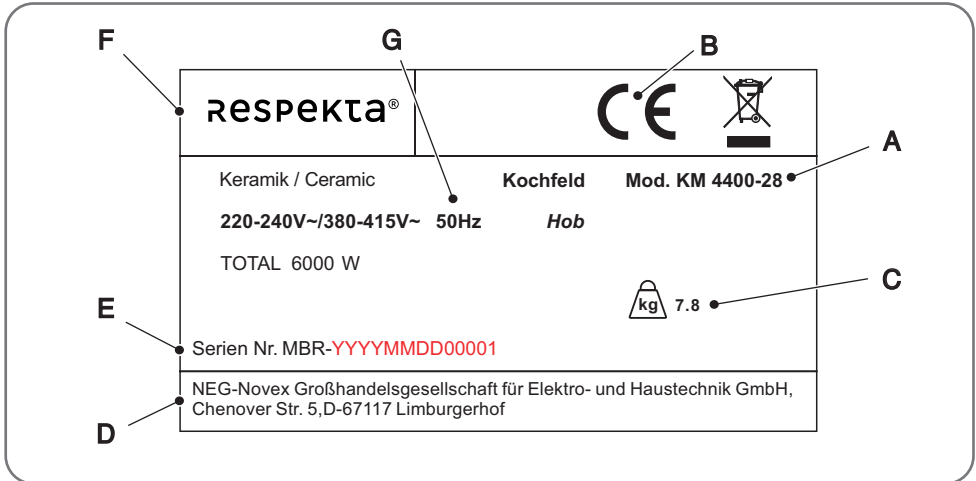 F
G
B
Respekta®
CE
A
Keramik / Ceramic Kochfeld Mod. KM 4400-28
220-240V~/380-415V~ 50Hz Hob
TOTAL 6000 W
C
kg 7.8
E
Serien Nr. MBR-YYYYMMDD00001
NEG-Novex Großhandelsgesellschaft für Elektro- und Haustechnik GmbH,
Chenover Str. 5,D-67117 Limburgerhof
D